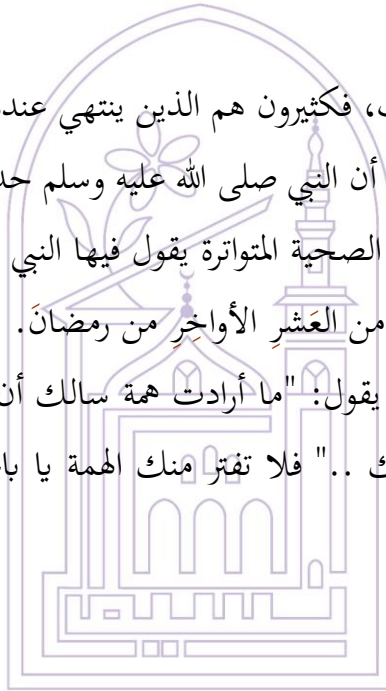 ، فكثيرون هم الذين ينتهي عند
أن النبي صلى الله عليه وسلم حد
الصحية المتواترة يقول فيها النبي
من العَشرِ الأواخِرِ من رمضانَ.
يقول: "ما أرادت همة سالك أن
ك .." فلا تفتر منك الهمة يا با